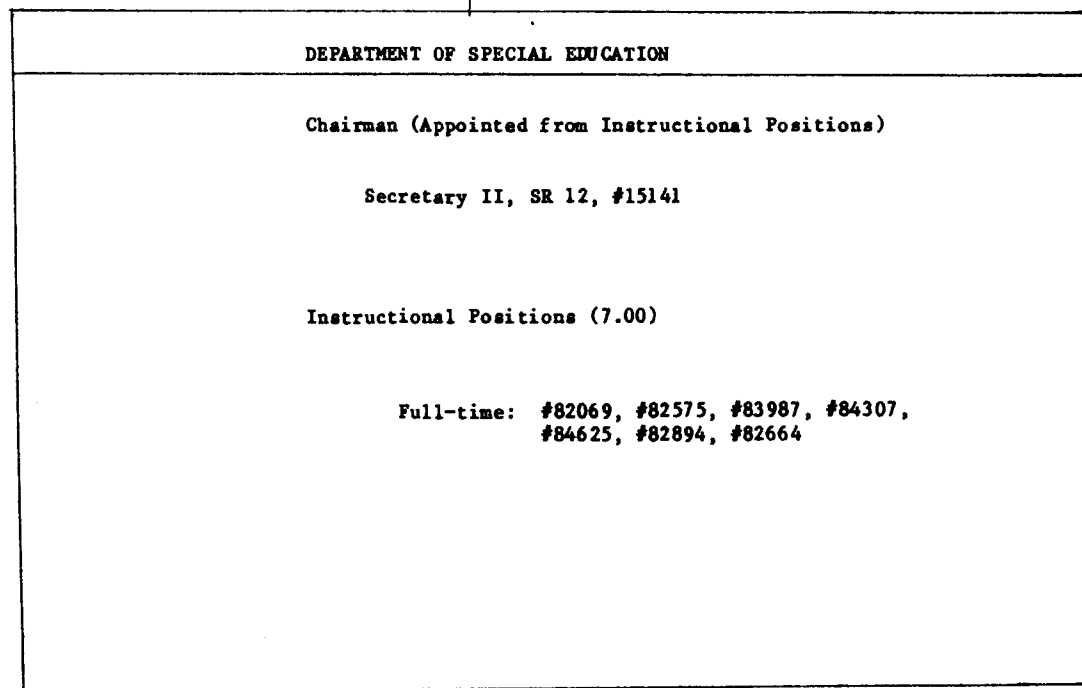 DEPARTMENT OF SPECIAL EDUCATION
Chairman (Appointed from Instructional Positions)
Secretary II, SR 12, #15141
Instructional Positions (7.00)
Full-time: #82069, #82575, #83987, #84307,
#84625, #82894, #82664